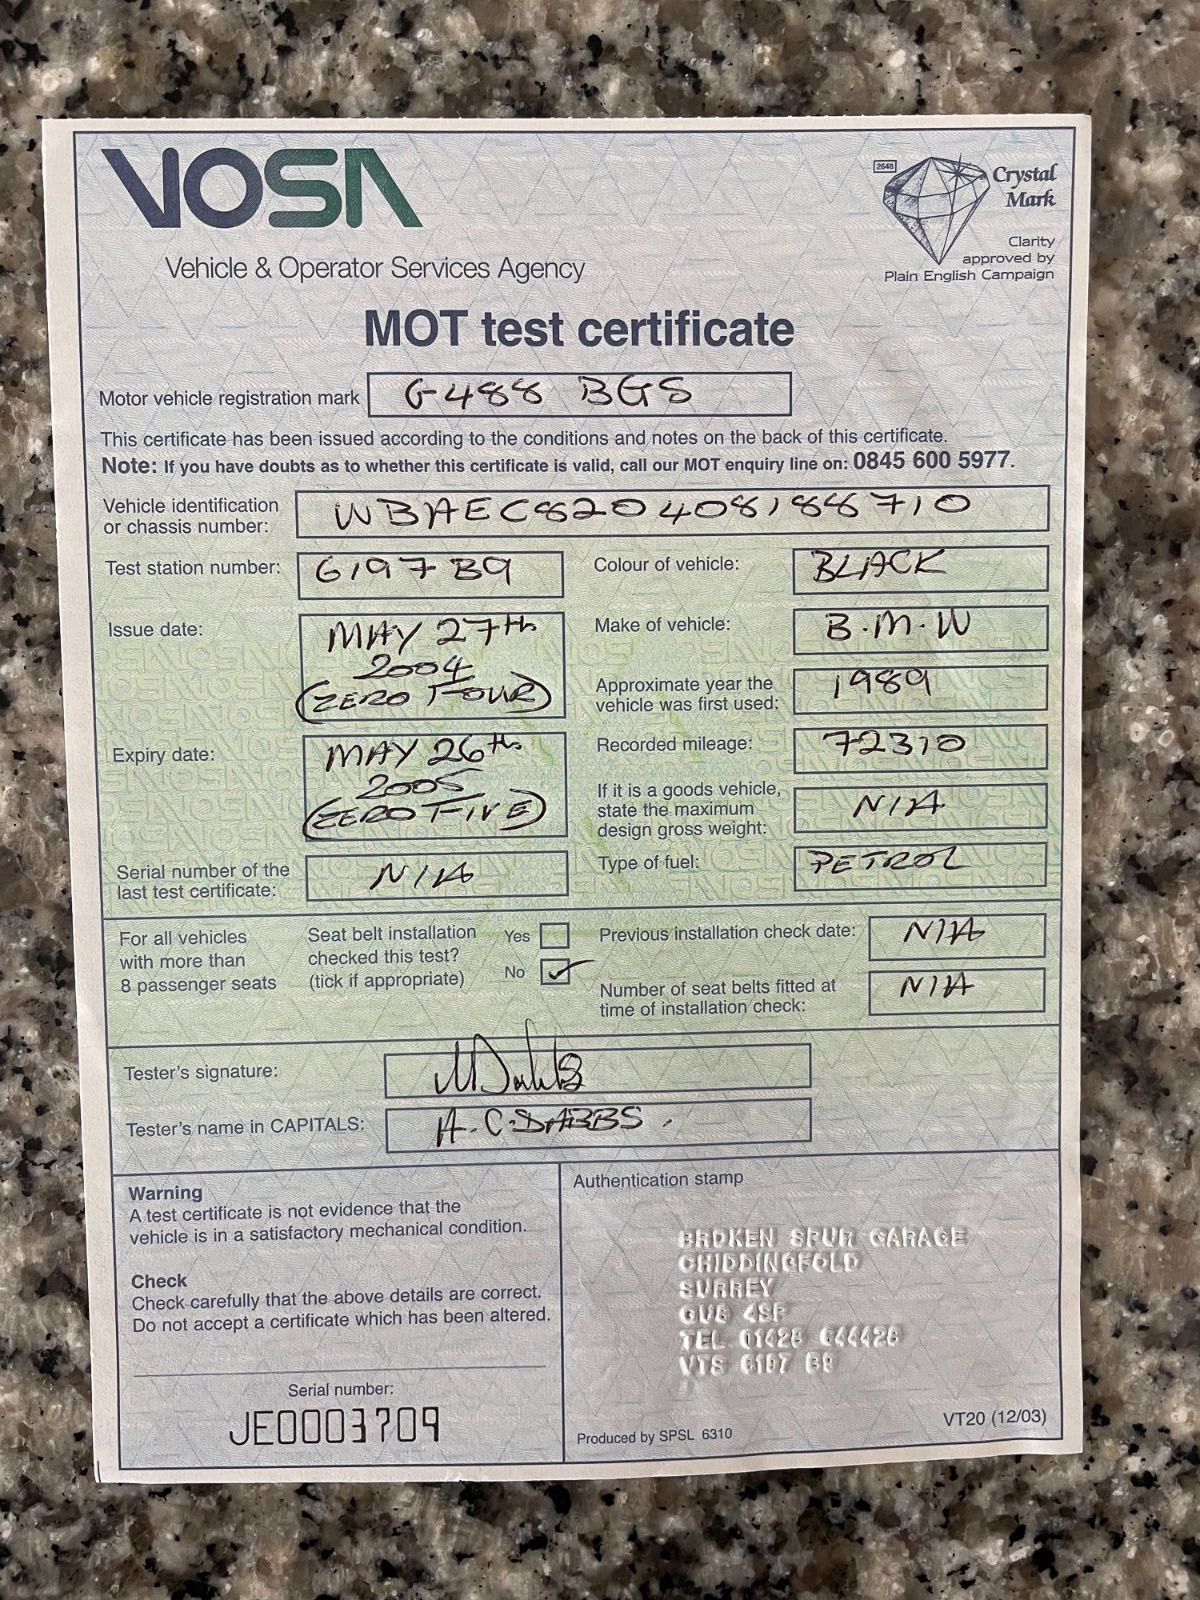 VOSA
Vehicle & Operator Services Agency
2648
Crystal
Mark
Clarity
approved by
Plain English Campaign
MOT test certificate
Motor vehicle registration mark G488 BGS
This certificate has been issued according to the conditions and notes on the back of this certificate.
Note: If you have doubts as to whether this certificate is valid, call our MOT enquiry line on: 0845 600 5977.
Vehicle identification
or chassis number: WBAEC820408188710
Test station number: 6197 B9
Colour of vehicle: BLACK
Issue date: MAY 27th
2004
(ZERO FOUR)
Make of vehicle: B.M.W
Approximate year the
vehicle was first used: 1989
Expiry date: MAY 26th
2005
(ZERO FIVE)
Recorded mileage: 72310
If it is a goods vehicle,
state the maximum
design gross weight: N/A
Serial number of the
last test certificate: N/A
Type of fuel: PETROL
For all vehicles
with more than
8 passenger seats
Seat belt installation
checked this test?
(tick if appropriate)
Yes
No ✓
Previous installation check date: N/A
Number of seat belts fitted at
time of installation check: N/A
Tester's signature:
Tester's name in CAPITALS: A.C.DABBS.
Warning
A test certificate is not evidence that the
vehicle is in a satisfactory mechanical condition.
Check
Check carefully that the above details are correct.
Do not accept a certificate which has been altered.
Serial number:
JE0003709
Authentication stamp
BROKEN SPUR GARAGE
CHIDDINGFOLD
SURREY
GU8 4SP
TEL 01428 644426
VTS 6197 B9
Produced by SPSL 6310
VT20 (12/03)